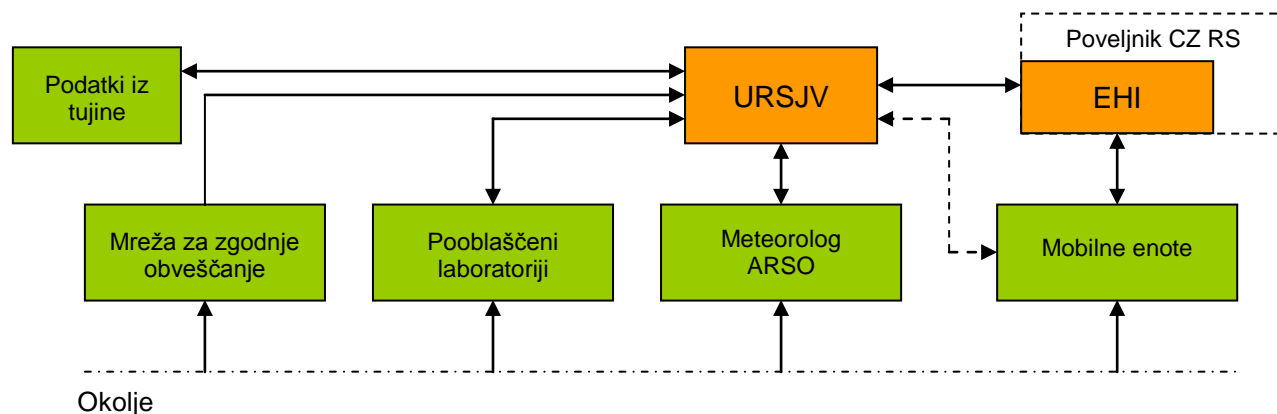 Poveljnik CZ RS
Podatki iz
tujine
URSJV
EHI
Mreža za zgodnje
obveščanje
Pooblaščeni
laboratoriji
Meteorolog
ARSO
Mobilne enote
Okolje